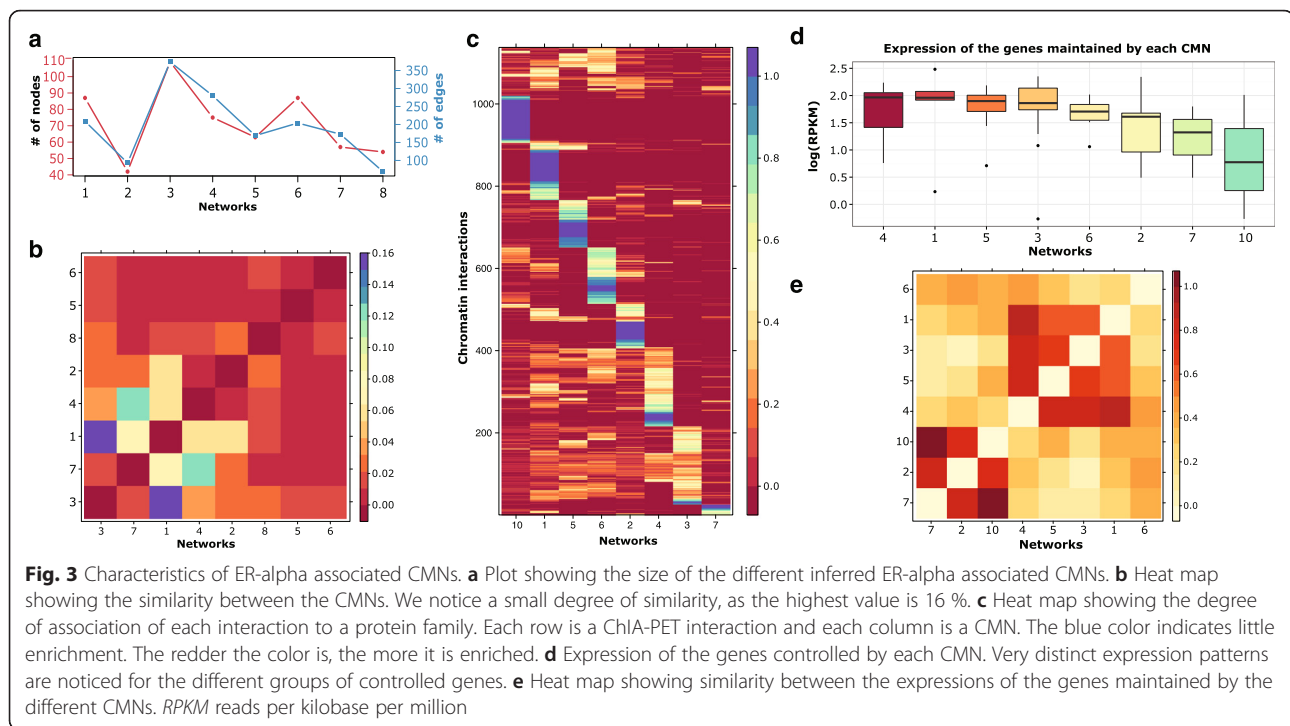 a
110
100
90
80
70
60
50
40
# of nodes
350
300
250
200
150
100
# of edges
1 2 3 4 5 6 7 8
Networks
b
6
5
8
2
4
1
7
3
3 7 1 4 2 8 5 6
Networks
0.16
0.14
0.12
0.10
0.08
0.06
0.04
0.02
0.00
c
1000
800
600
400
200
Chromatin interactions
10 1 5 6 2 4 3 7
Networks
1.0
0.8
0.6
0.4
0.2
0.0
d
Expression of the genes maintained by each CMN
2.5
2.0
1.5
1.0
0.5
0.0
log(RPKM)
4 1 5 3 6 2 7 10
Networks
e
6
1
3
5
4
10
2
7
7 2 10 4 5 3 1 6
Networks
1.0
0.8
0.6
0.4
0.2
0.0
Fig. 3 Characteristics of ER-alpha associated CMNs. a Plot showing the size of the different inferred ER-alpha associated CMNs. b Heat map
showing the similarity between the CMNs. We notice a small degree of similarity, as the highest value is 16 %. c Heat map showing the degree
of association of each interaction to a protein family. Each row is a ChIA-PET interaction and each column is a CMN. The blue color indicates little
enrichment. The redder the color is, the more it is enriched. d Expression of the genes controlled by each CMN. Very distinct expression patterns
are noticed for the different groups of controlled genes. e Heat map showing similarity between the expressions of the genes maintained by the
different CMNs. RPKM reads per kilobase per million